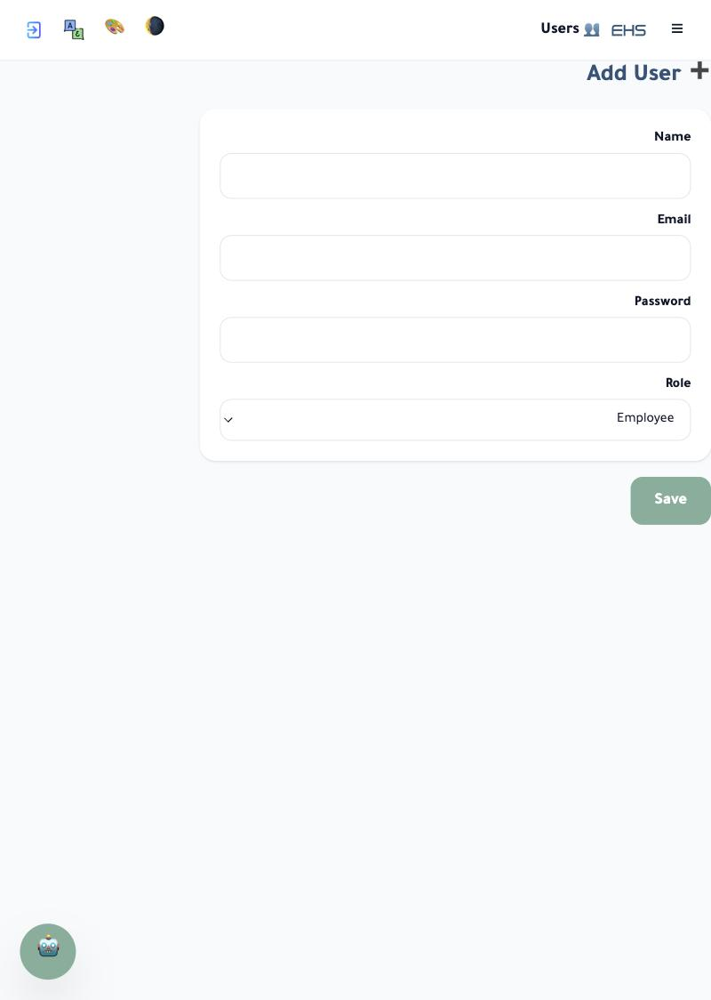 Users 👥 EHS ≡
➕ Add User
Name
Email
Password
Role
Employee
Save